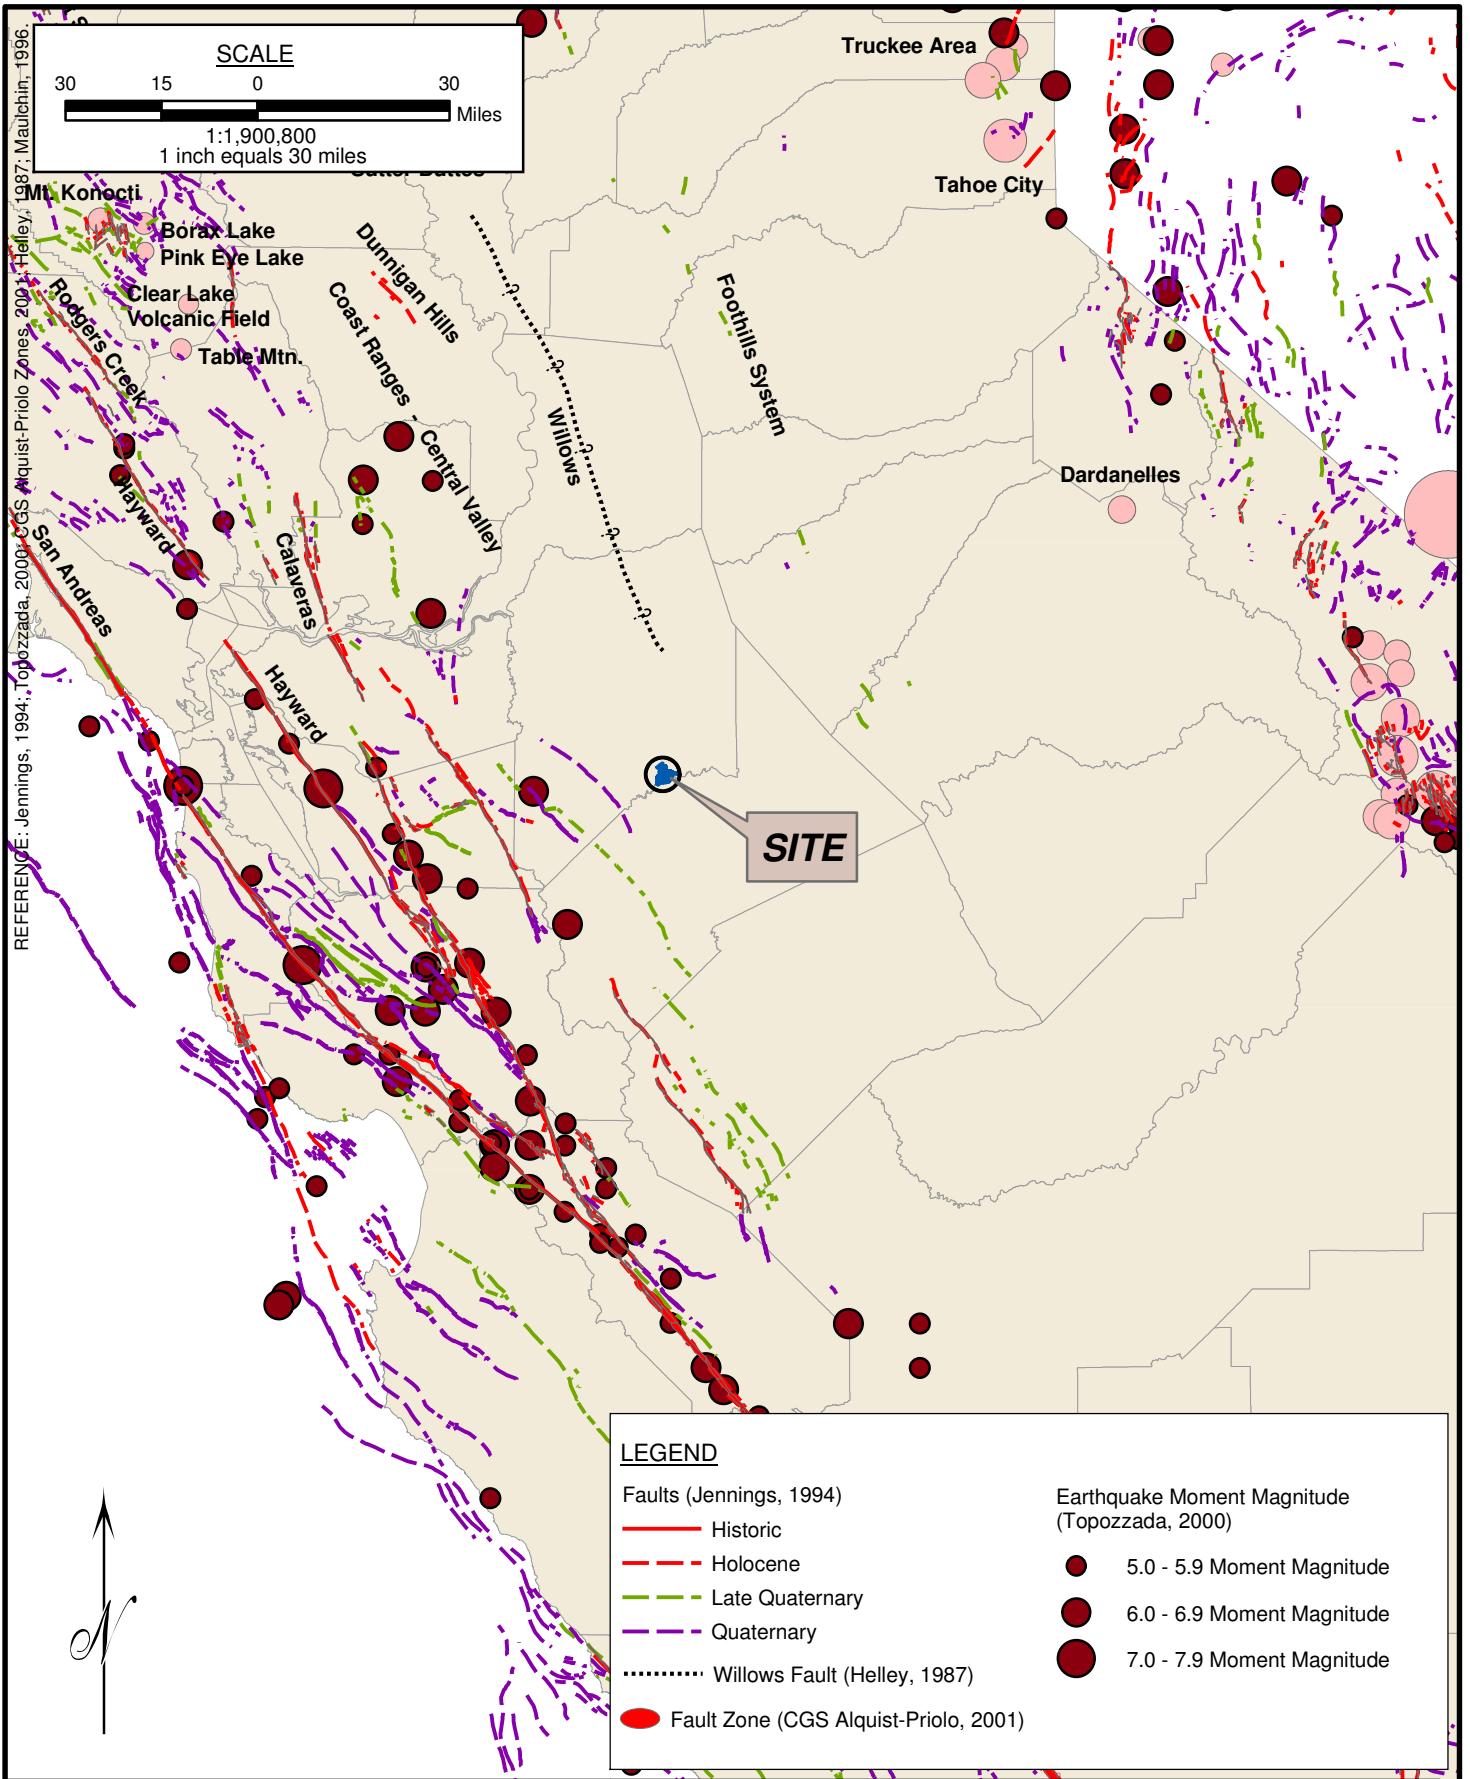 REFERENCE: Jennings, 1994; Topozzada, 2000; CGS Alquist-Priolo Zones, 2001; Helley, 1987; Maulchin, 1996.
SCALE
30 15 0 30
Miles
1:1,900,800
1 inch equals 30 miles
Truckee Area
Tahoe City
Mt. Konocti
Borax Lake
Pink Eye Lake
Clear Lake
Volcanic Field
Table Mtn.
Sutter Buttes
Dunnigan Hills
Rodgers Creek
Coast Ranges - Central Valley
Foothills System
Willows
Dardanelles
Hayward
San Andreas
Calaveras
Hayward
SITE
LEGEND
Faults (Jennings, 1994)
Historic
Holocene
Late Quaternary
Quaternary
Willows Fault (Helley, 1987)
Fault Zone (CGS Alquist-Priolo, 2001)
Earthquake Moment Magnitude
(Topozzada, 2000)
5.0 - 5.9 Moment Magnitude
6.0 - 6.9 Moment Magnitude
7.0 - 7.9 Moment Magnitude
N